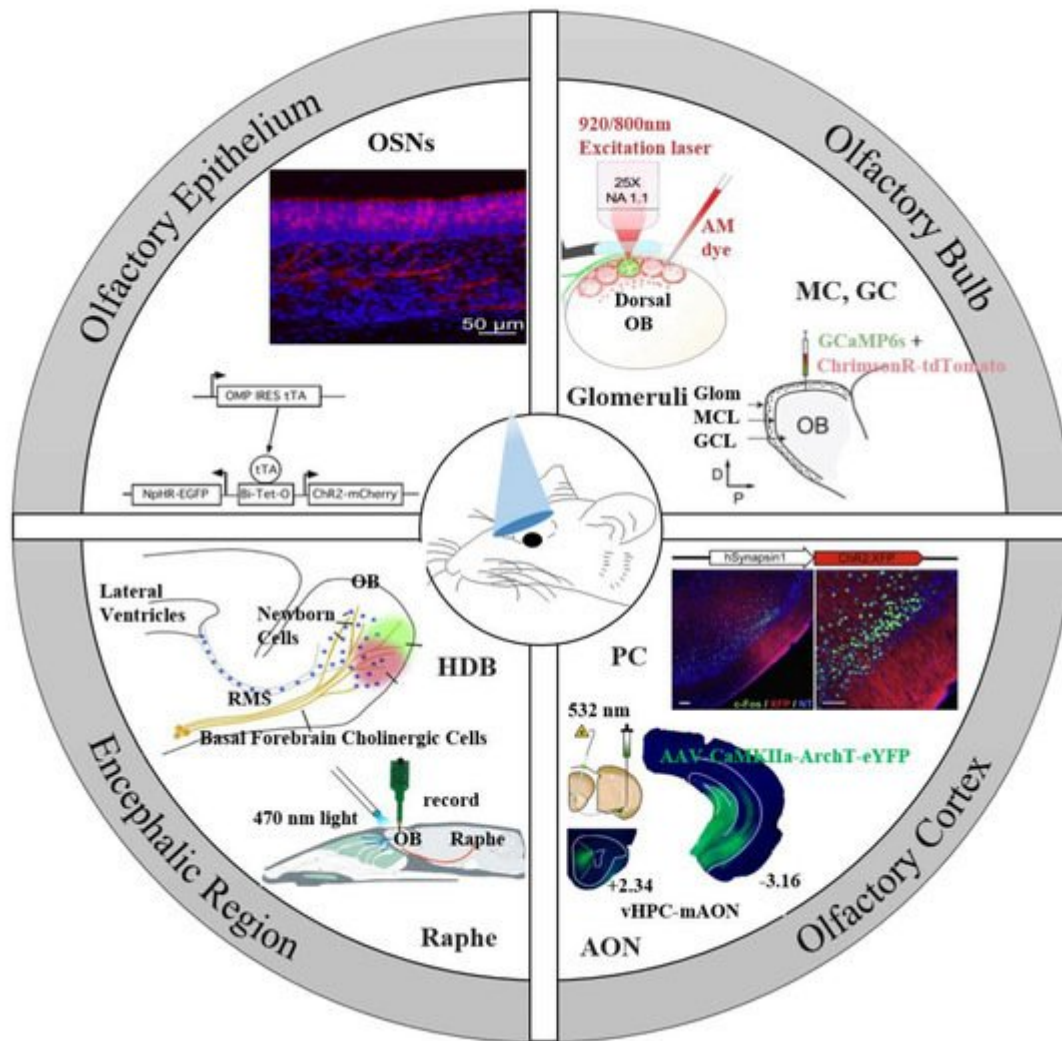 Olfactory Epithelium
OSNs
50 µm
OMP IRES tTA
tTA
NpHR-EGFP
Bi-Tet-O
ChR2-mCherry
Olfactory Bulb
920/800nm
Excitation laser
25X
NA 1.1
AM
dye
Dorsal
OB
MC, GC
GCaMP6s +
ChrimsonR-tdTomato
Glomeruli
Glom
MCL
GCL
OB
D
P
Encephalic Region
Lateral
Ventricles
OB
Newborn
Cells
HDB
RMS
Basal Forebrain Cholinergic Cells
470 nm light
record
OB
Raphe
Raphe
Olfactory Cortex
hSynapsin1
ChR2-XFP
PC
c-Fos / XFP / NT
532 nm
AAV-CaMKIIa-ArchT-eYFP
+2.34
-3.16
vHPC-mAON
AON